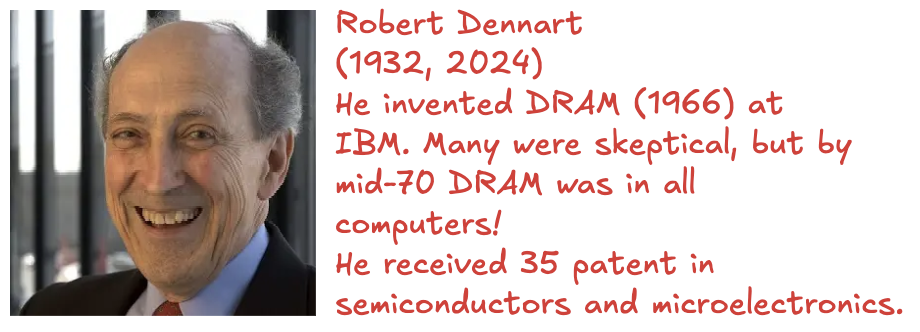 Robert Dennart
(1932, 2024)
He invented DRAM (1966) at
IBM. Many were skeptical, but by
mid-70 DRAM was in all
computers!
He received 35 patent in
semiconductors and microelectronics.